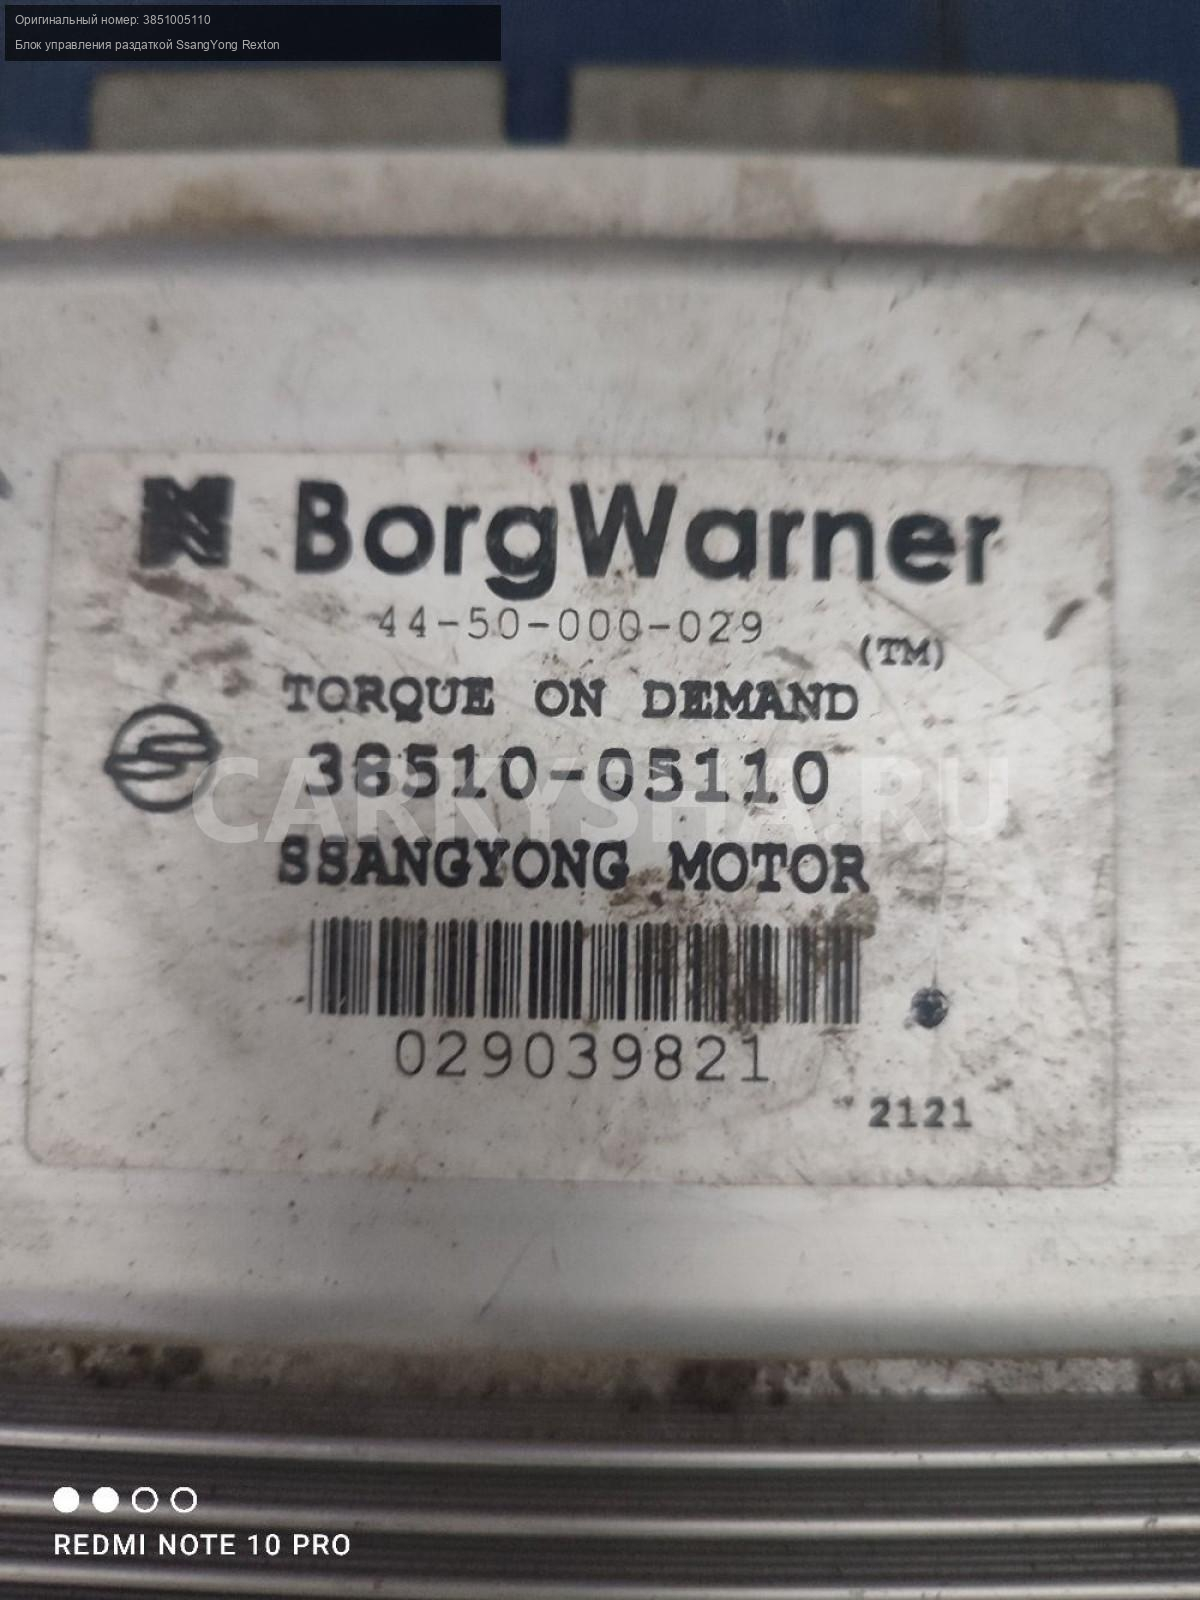 Оригинальный номер: 3851005110
Блок управления раздаткой SsangYong Rexton
BorgWarner
44-50-000-029
(TM)
TORQUE ON DEMAND
38510-05110
CARKYSHA.RU
SSANGYONG MOTOR
029039821
2121
REDMI NOTE 10 PRO